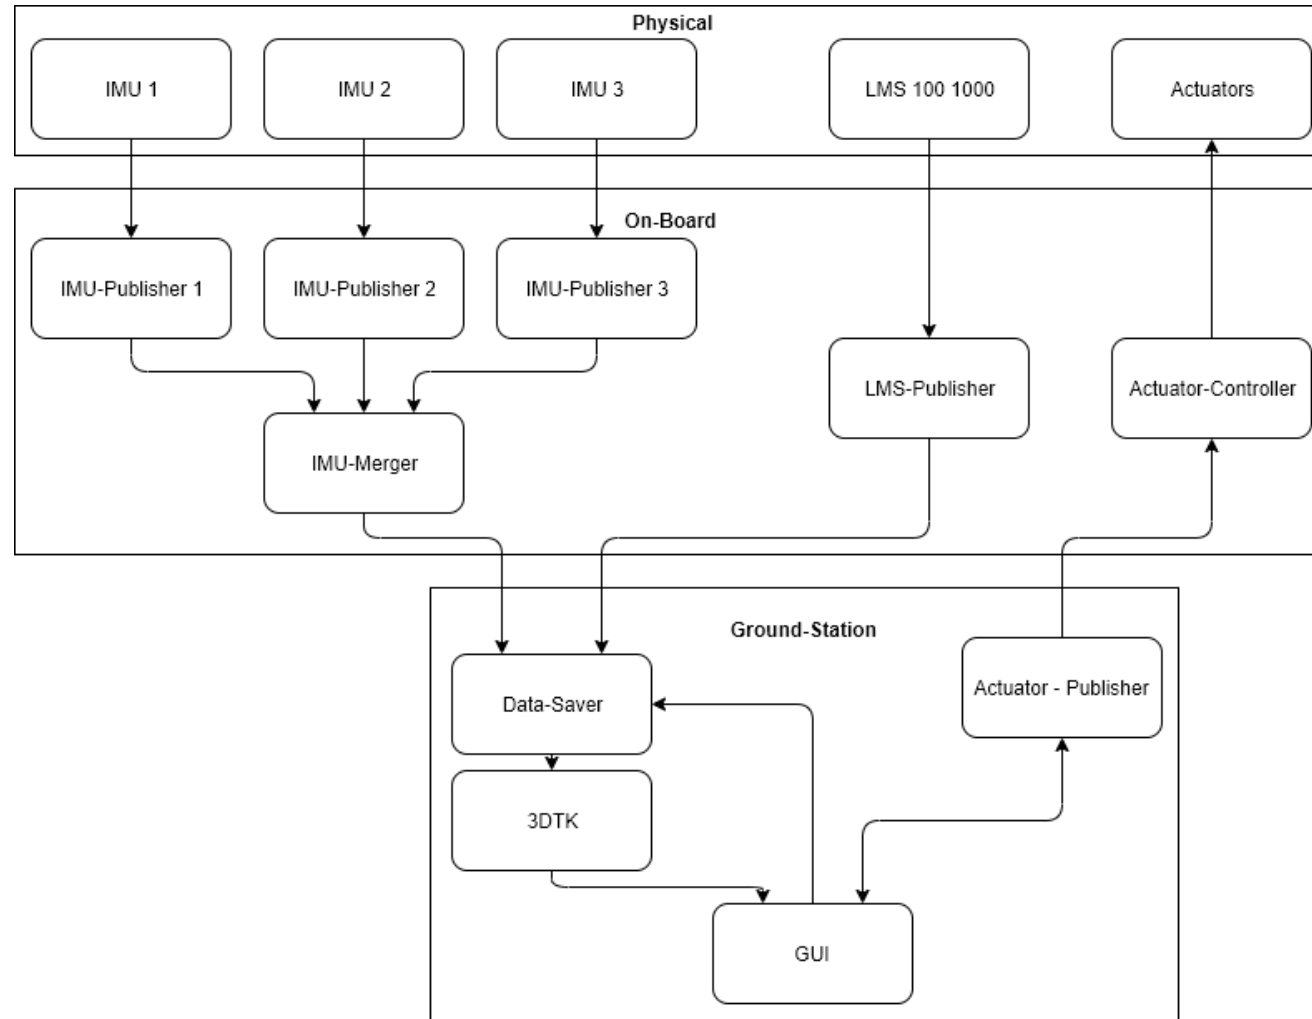 Physical
IMU 1
IMU 2
IMU 3
LMS 100 1000
Actuators
On-Board
IMU-Publisher 1
IMU-Publisher 2
IMU-Publisher 3
LMS-Publisher
Actuator-Controller
IMU-Merger
Ground-Station
Actuator - Publisher
Data-Saver
3DTK
GUI